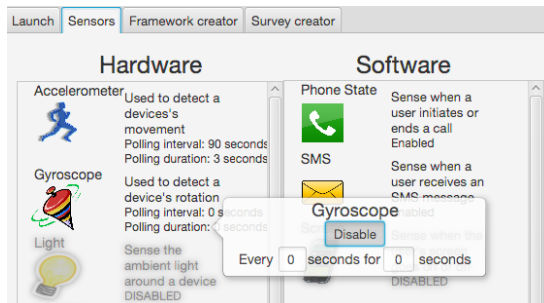 Launch
Sensors
Framework creator
Survey creator
Hardware
Accelerometer
Used to detect a
devices's
movement
Polling interval: 90 seconds
Polling duration: 3 seconds
Gyroscope
Used to detect a
device's rotation
Polling interval: 0 seconds
Polling duration: 0 seconds
Light
Sense the
ambient light
around a device
DISABLED
Software
Phone State
Sense when a
user initiates or
ends a call
Enabled
SMS
Sense when a
user receives an
SMS message
Enabled
Sense when the
DISABLED
Gyroscope
Disable
Every 0 seconds for 0 seconds